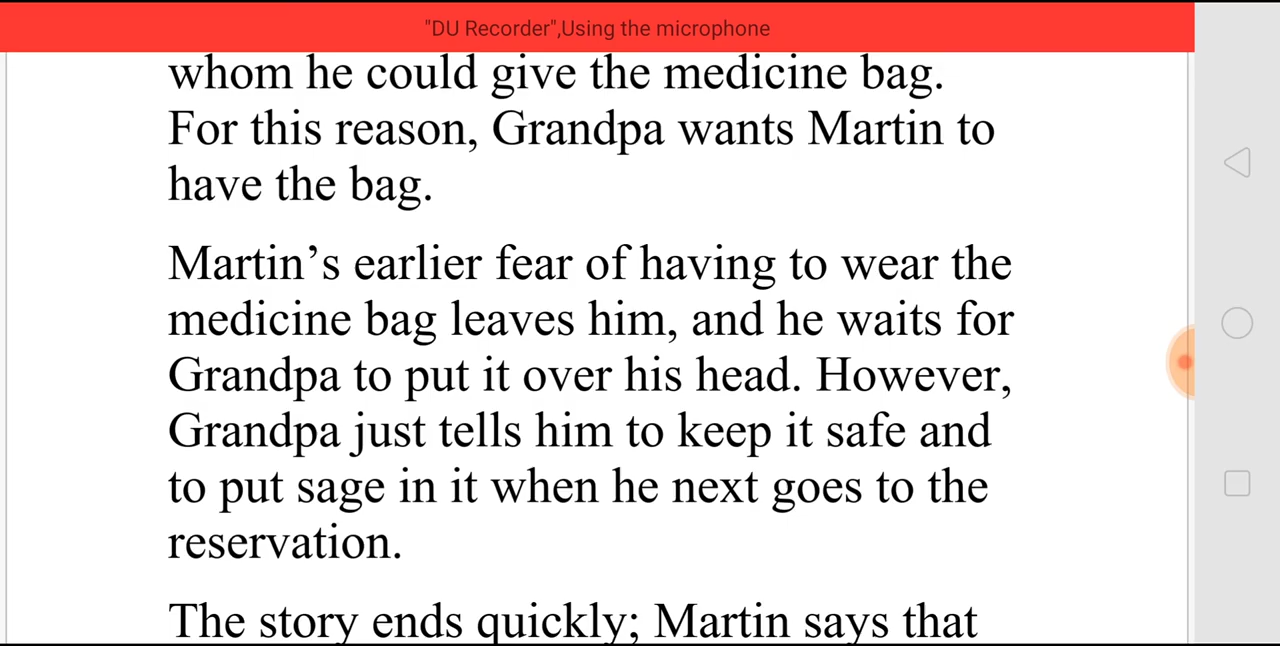 "DU Recorder",Using the microphone
whom he could give the medicine bag.
For this reason, Grandpa wants Martin to
have the bag.
Martin’s earlier fear of having to wear the
medicine bag leaves him, and he waits for
Grandpa to put it over his head. However,
Grandpa just tells him to keep it safe and
to put sage in it when he next goes to the
reservation.
The story ends quickly; Martin says that